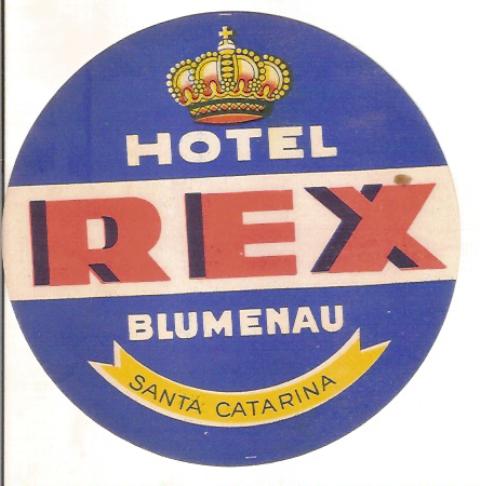 HOTEL
REX
BLUMENAU
SANTA CATARINA